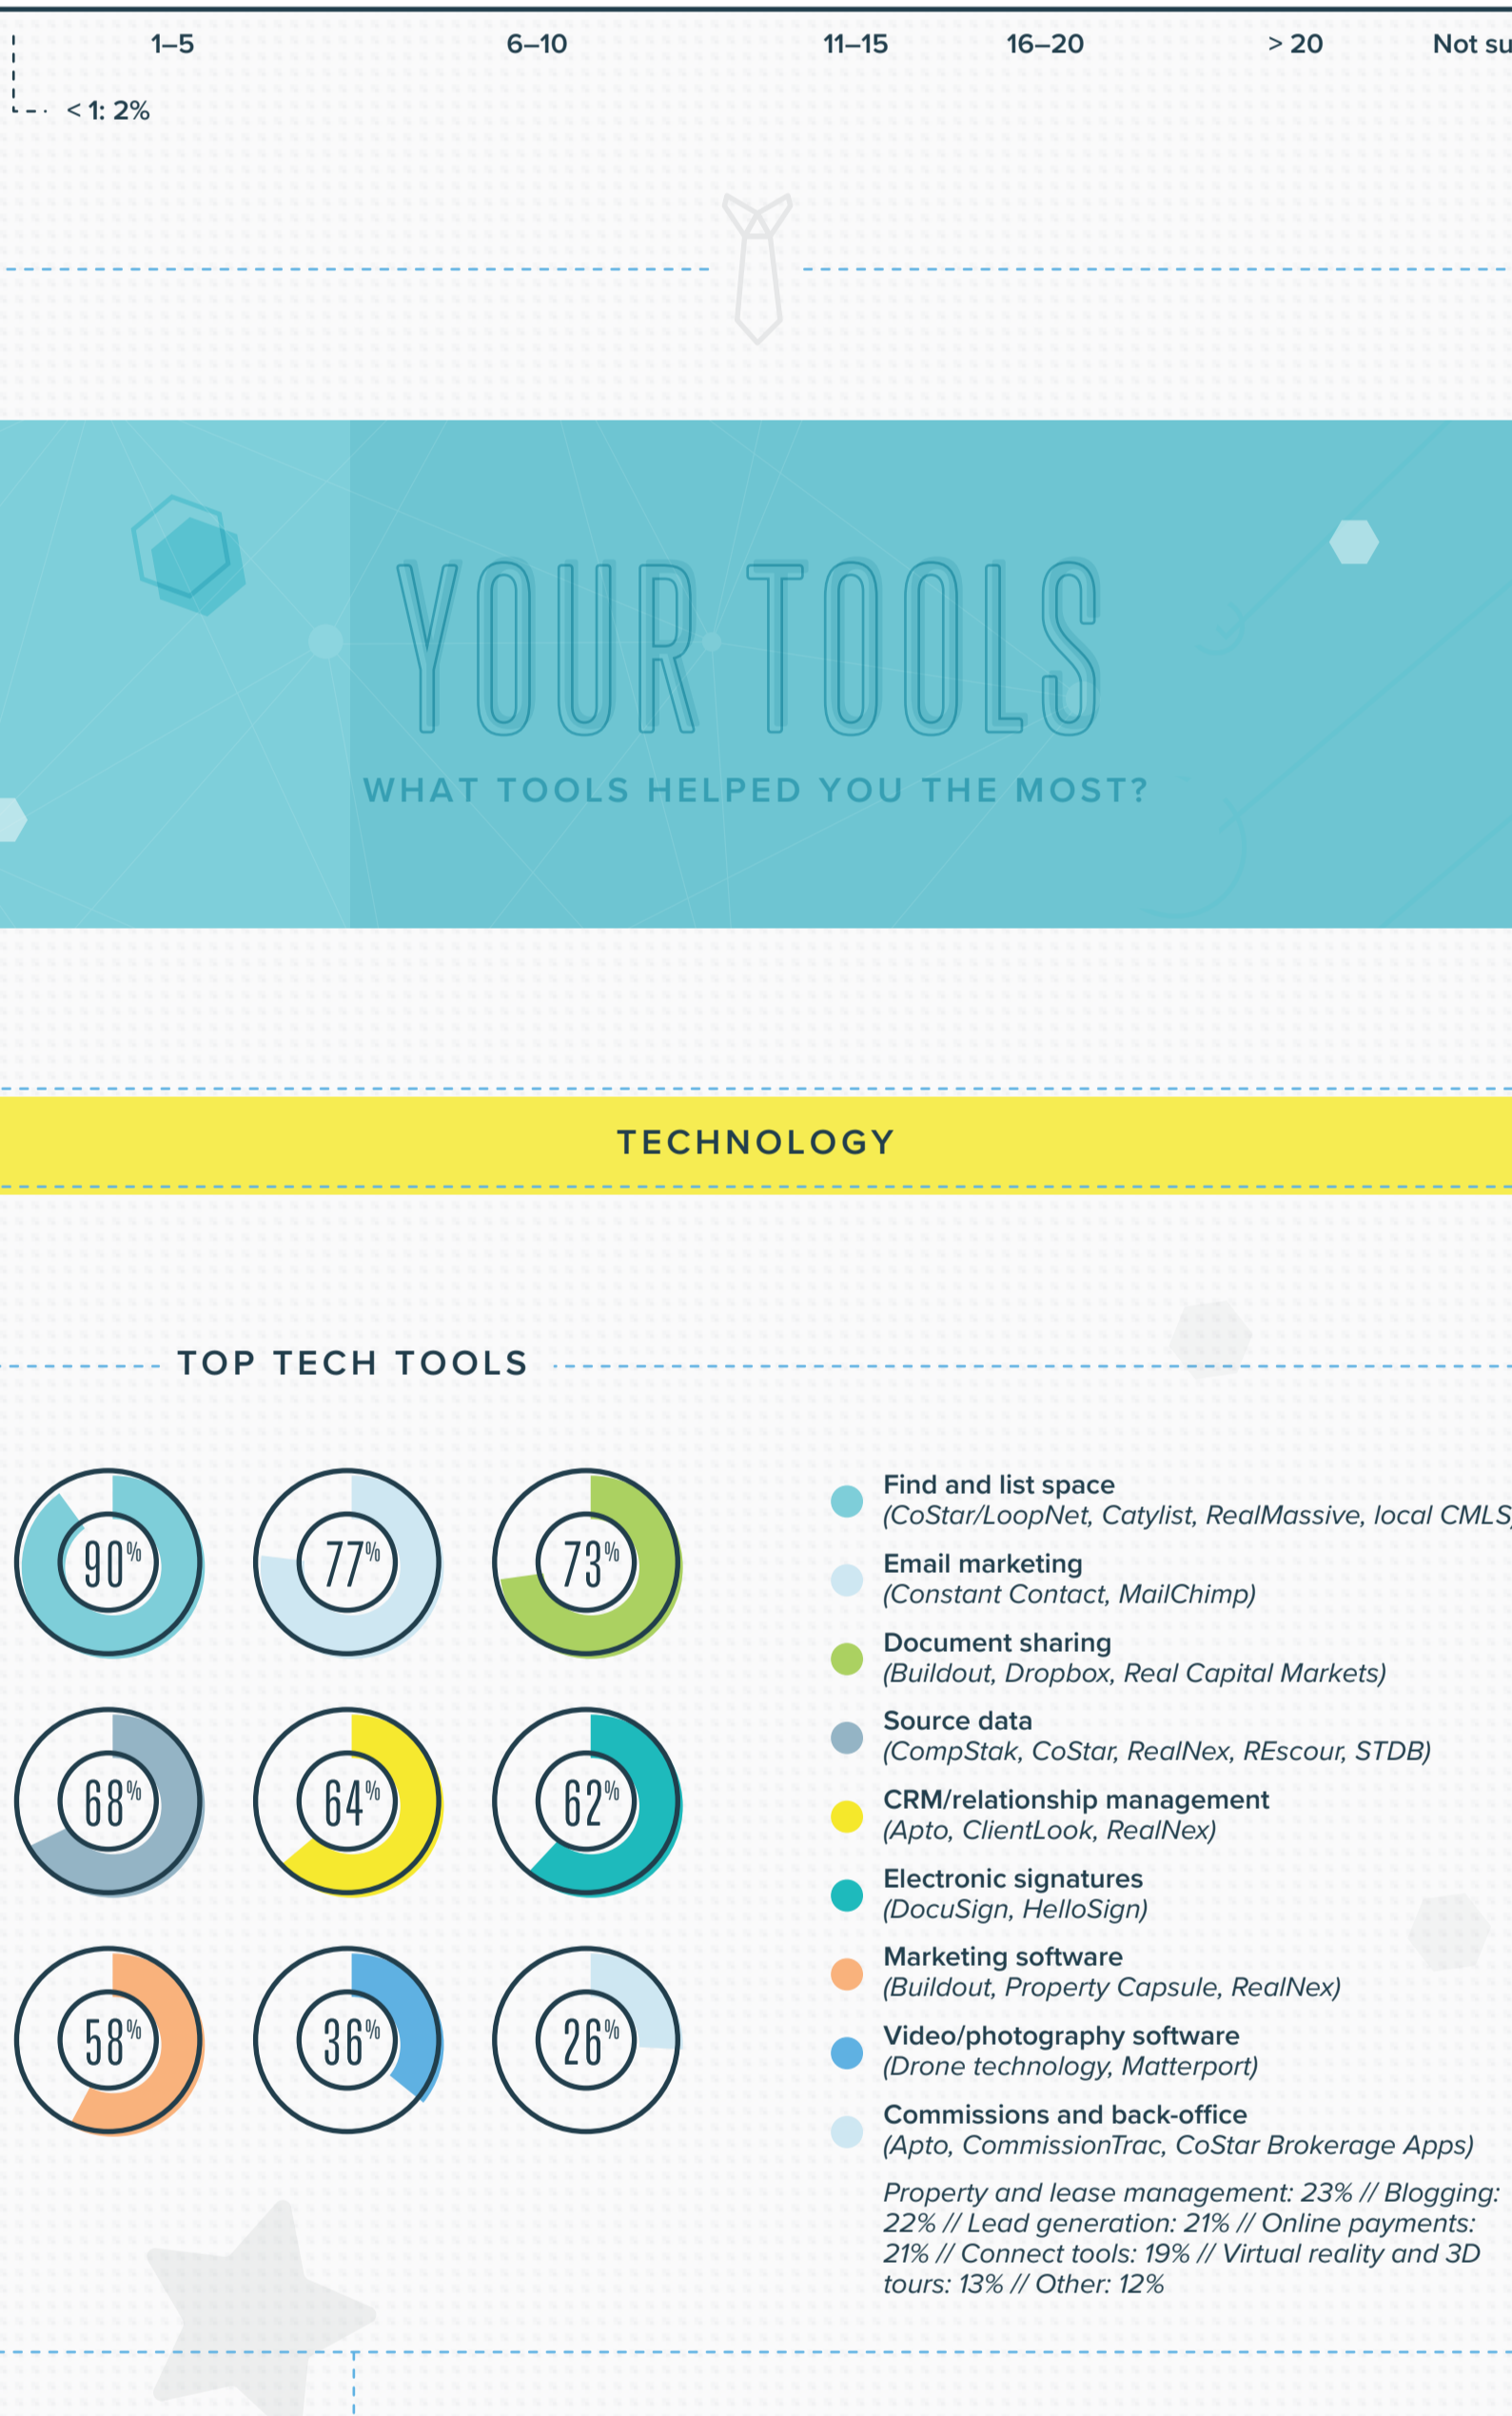 1–5 6–10 11–15 16–20 > 20 Not su
< 1: 2%
YOUR TOOLS
WHAT TOOLS HELPED YOU THE MOST?
TECHNOLOGY
TOP TECH TOOLS
90% 77% 73%
68% 64% 62%
58% 36% 26%
Find and list space
(CoStar/LoopNet, Catylist, RealMassive, local CMLS)
Email marketing
(Constant Contact, MailChimp)
Document sharing
(Buildout, Dropbox, Real Capital Markets)
Source data
(CompStak, CoStar, RealNex, REscour, STDB)
CRM/relationship management
(Apto, ClientLook, RealNex)
Electronic signatures
(DocuSign, HelloSign)
Marketing software
(Buildout, Property Capsule, RealNex)
Video/photography software
(Drone technology, Matterport)
Commissions and back-office
(Apto, CommissionTrac, CoStar Brokerage Apps)
Property and lease management: 23% // Blogging:
22% // Lead generation: 21% // Online payments:
21% // Connect tools: 19% // Virtual reality and 3D
tours: 13% // Other: 12%